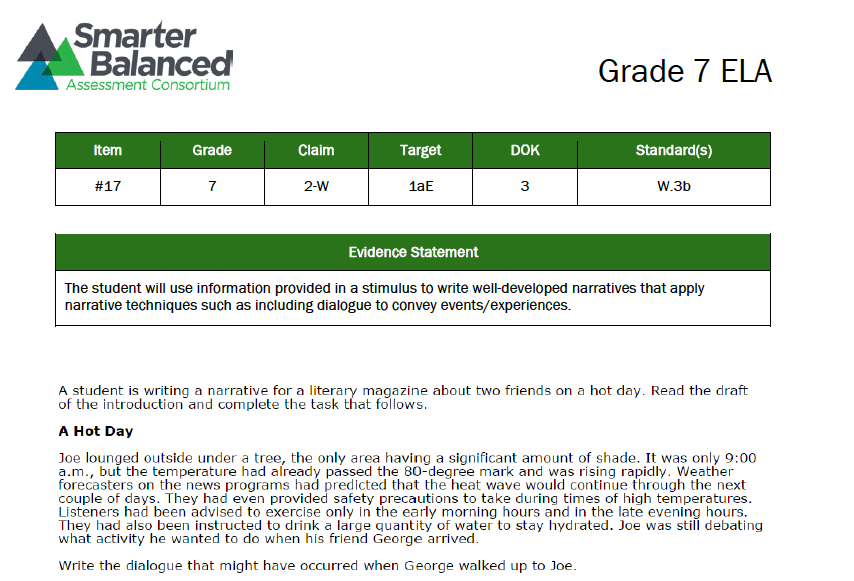 Smarter
Balanced
Assessment Consortium
Grade 7 ELA
Item Grade Claim Target DOK Standard(s)
#17 7 2-W 1aE 3 W.3b
Evidence Statement
The student will use information provided in a stimulus to write well-developed narratives that apply
narrative techniques such as including dialogue to convey events/experiences.
A student is writing a narrative for a literary magazine about two friends on a hot day. Read the draft
of the introduction and complete the task that follows.
A Hot Day
Joe lounged outside under a tree, the only area having a significant amount of shade. It was only 9:00
a.m., but the temperature had already passed the 80-degree mark and was rising rapidly. Weather
forecasters on the news programs had predicted that the heat wave would continue through the next
couple of days. They had even provided safety precautions to take during times of high temperatures.
Listeners had been advised to exercise only in the early morning hours and in the late evening hours.
They had also been instructed to drink a large quantity of water to stay hydrated. Joe was still debating
what activity he wanted to do when his friend George arrived.
Write the dialogue that might have occurred when George walked up to Joe.